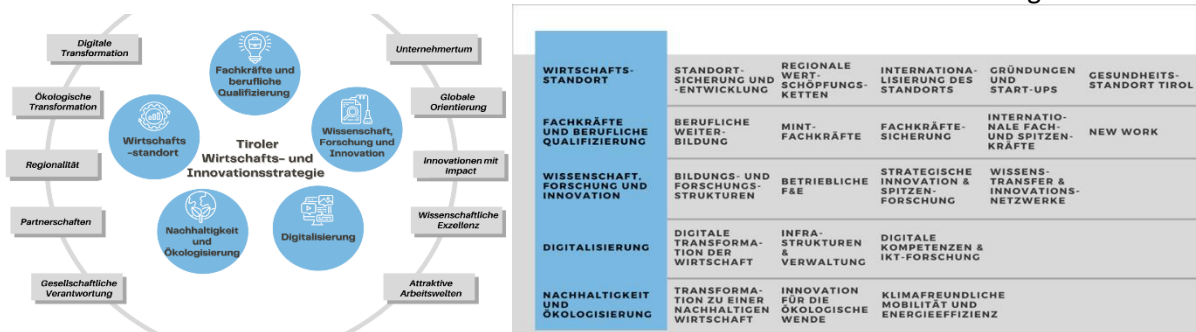 Digitale
Transformation
Ökologische
Transformation
Regionalität
Partnerschaften
Gesellschaftliche
Verantwortung
Fachkräfte und
berufliche
Qualifizierung
Wirtschafts
-standort
Wissenschaft,
Forschung und
Innovation
Tiroler
Wirtschafts- und
Innovationsstrategie
Nachhaltigkeit
und
Ökologisierung
Digitalisierung
Unternehmertum
Globale
Orientierung
Innovationen mit
Impact
Wissenschaftliche
Exzellenz
Attraktive
Arbeitswelten
WIRTSCHAFTS-
STANDORT
STANDORT-
SICHERUNG UND
-ENTWICKLUNG
REGIONALE
WERT-
SCHÖPFUNGS-
KETTEN
INTERNATIONA-
LISIERUNG DES
STANDORTS
GRÜNDUNGEN
UND
START-UPS
GESUNDHEITS-
STANDORT TIROL
FACHKRÄFTE
UND BERUFLICHE
QUALIFIZIERUNG
BERUFLICHE
WEITER-
BILDUNG
MINT-
FACHKRÄFTE
FACHKRÄFTE-
SICHERUNG
INTERNATIO-
NALE FACH-
UND SPITZEN-
KRÄFTE
NEW WORK
WISSENSCHAFT,
FORSCHUNG UND
INNOVATION
BILDUNGS- UND
FORSCHUNGS-
STRUKTUREN
BETRIEBLICHE
F&E
STRATEGISCHE
INNOVATION &
SPITZEN-
FORSCHUNG
WISSENS-
TRANSFER &
INNOVATIONS-
NETZWERKE
DIGITALISIERUNG
DIGITALE
TRANSFORMA-
TION DER
WIRTSCHAFT
INFRA-
STRUKTUREN
&
VERWALTUNG
DIGITALE
KOMPETENZEN &
IKT-FORSCHUNG
NACHHALTIGKEIT
UND
ÖKOLOGISIERUNG
TRANSFORMA-
TION ZU EINER
NACHHALTIGEN
WIRTSCHAFT
INNOVATION
FÜR DIE
ÖKOLOGISCHE
WENDE
KLIMAFREUNDLICHE
MOBILITÄT UND
ENERGIEEFFIZIENZ